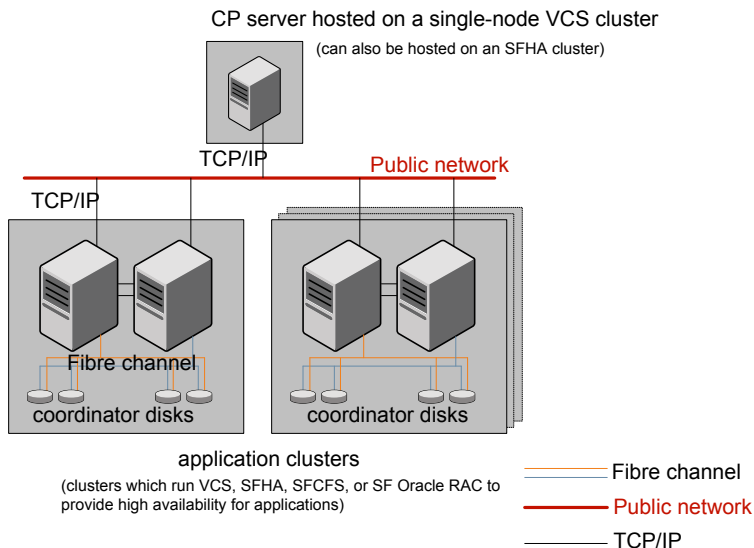 CP server hosted on a single-node VCS cluster
(can also be hosted on an SFHA cluster)
TCP/IP
Public network
TCP/IP
Fibre channel
coordinator disks
coordinator disks
application clusters
(clusters which run VCS, SFHA, SFCFS, or SF Oracle RAC to
provide high availability for applications)
Fibre channel
Public network
TCP/IP